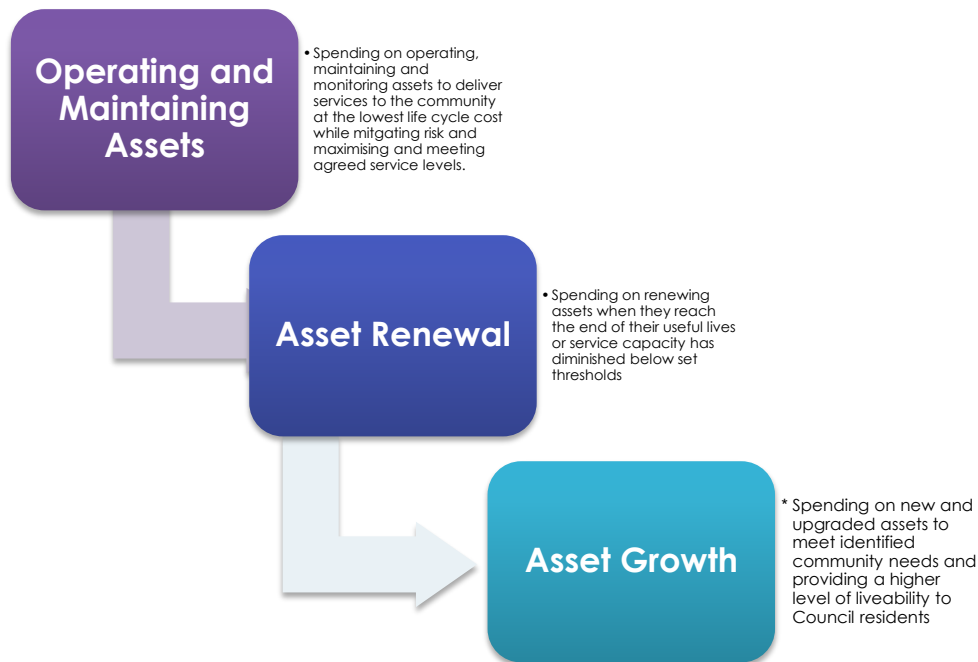 Operating and
Maintaining
Assets
• Spending on operating,
maintaining and
monitoring assets to deliver
services to the community
at the lowest life cycle cost
while mitgating risk and
maximising and meeting
agreed service levels.
Asset Renewal
• Spending on renewing
assets when they reach
the end of their useful lives
or service capacity has
diminished below set
thresholds
Asset Growth
* Spending on new and
upgraded assets to
meet identified
community needs and
providing a higher
level of liveability to
Council residents